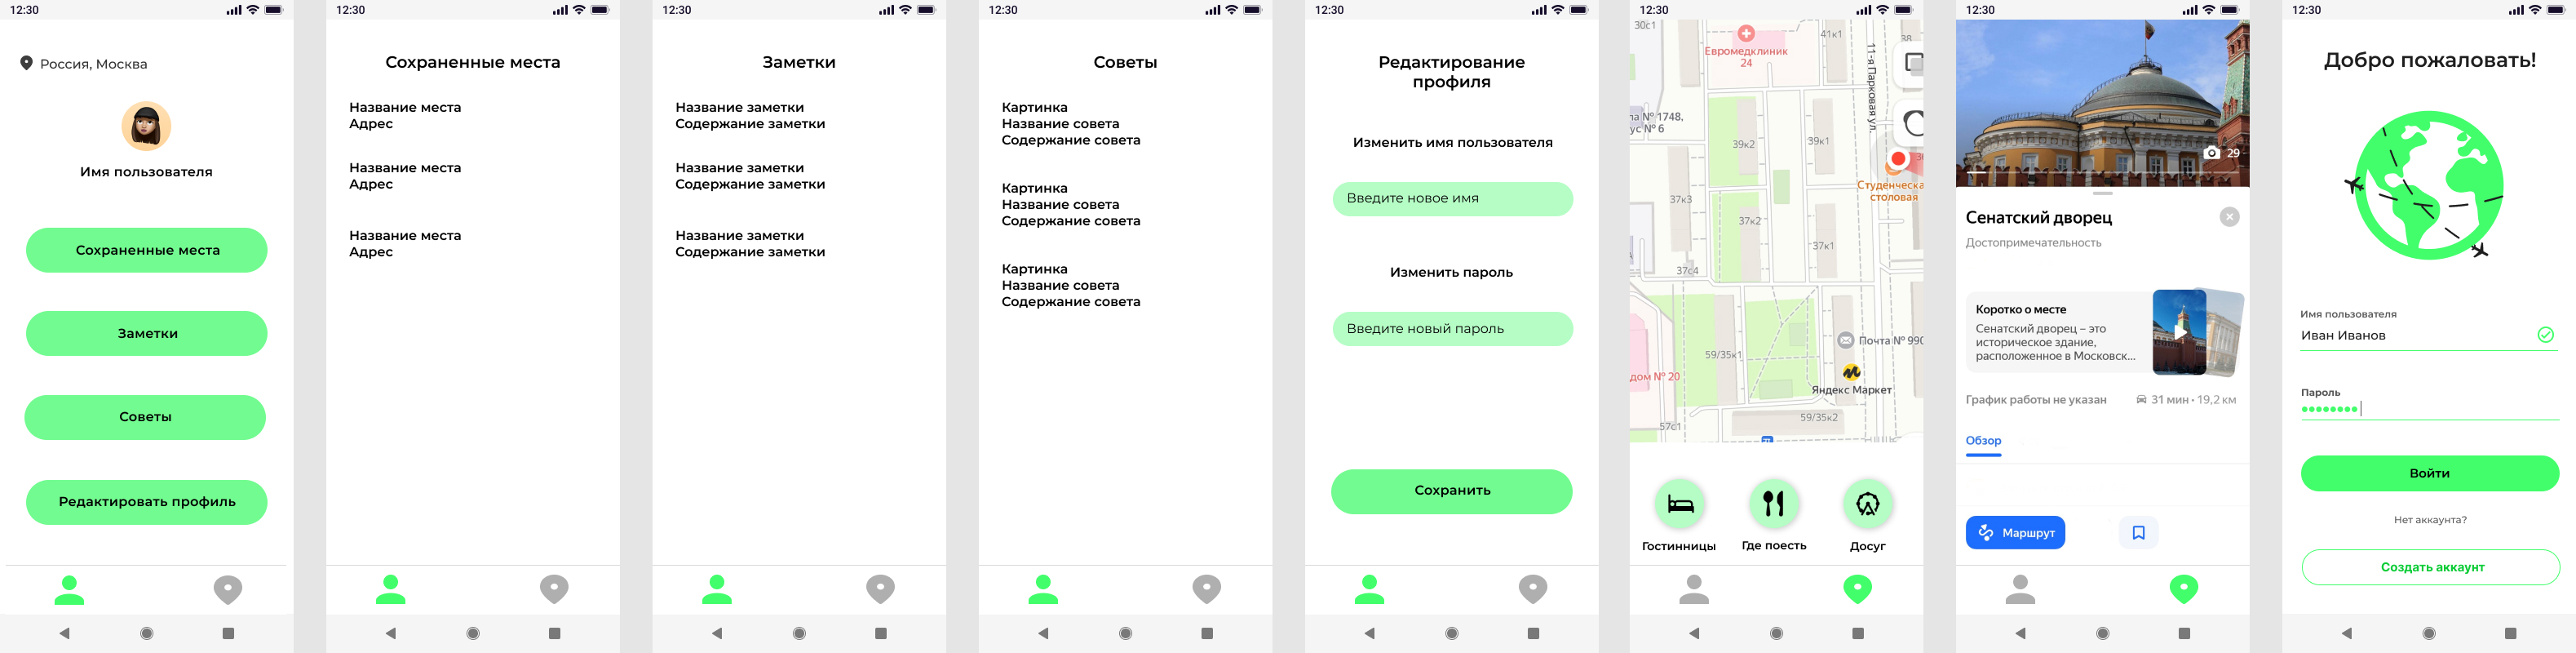 12:30
Россия, Москва
Имя пользователя
Сохраненные места
Заметки
Советы
Редактировать профиль
12:30
Сохраненные места
Название места
Адрес
Название места
Адрес
Название места
Адрес
12:30
Заметки
Название заметки
Содержание заметки
Название заметки
Содержание заметки
Название заметки
Содержание заметки
12:30
Советы
Картинка
Название совета
Содержание совета
Картинка
Название совета
Содержание совета
Картинка
Название совета
Содержание совета
12:30
Редактирование
профиля
Изменить имя пользователя
Введите новое имя
Изменить пароль
Введите новый пароль
Сохранить
12:30
30с1
41к1
38
Евромедклиник
24
11-я Парковая ул.
ла № 1748,
ус № 6
39к2
39к1
Студенческа
столовая
37к3
37к2
37к1
37с4
Почта № 990
59/35к1
дом № 20
Яндекс Маркет
59/35к2
57с1
Гостинницы
Где поесть
Досуг
12:30
29
Сенатский дворец
Достопримечательность
Коротко о месте
Сенатский дворец – это
историческое здание,
расположенное в Московск...
График работы не указан
31 мин • 19,2 км
Обзор
Маршрут
12:30
Добро пожаловать!
Имя пользователя
Иван Иванов
Пароль
Войти
Нет аккаунта?
Создать аккаунт